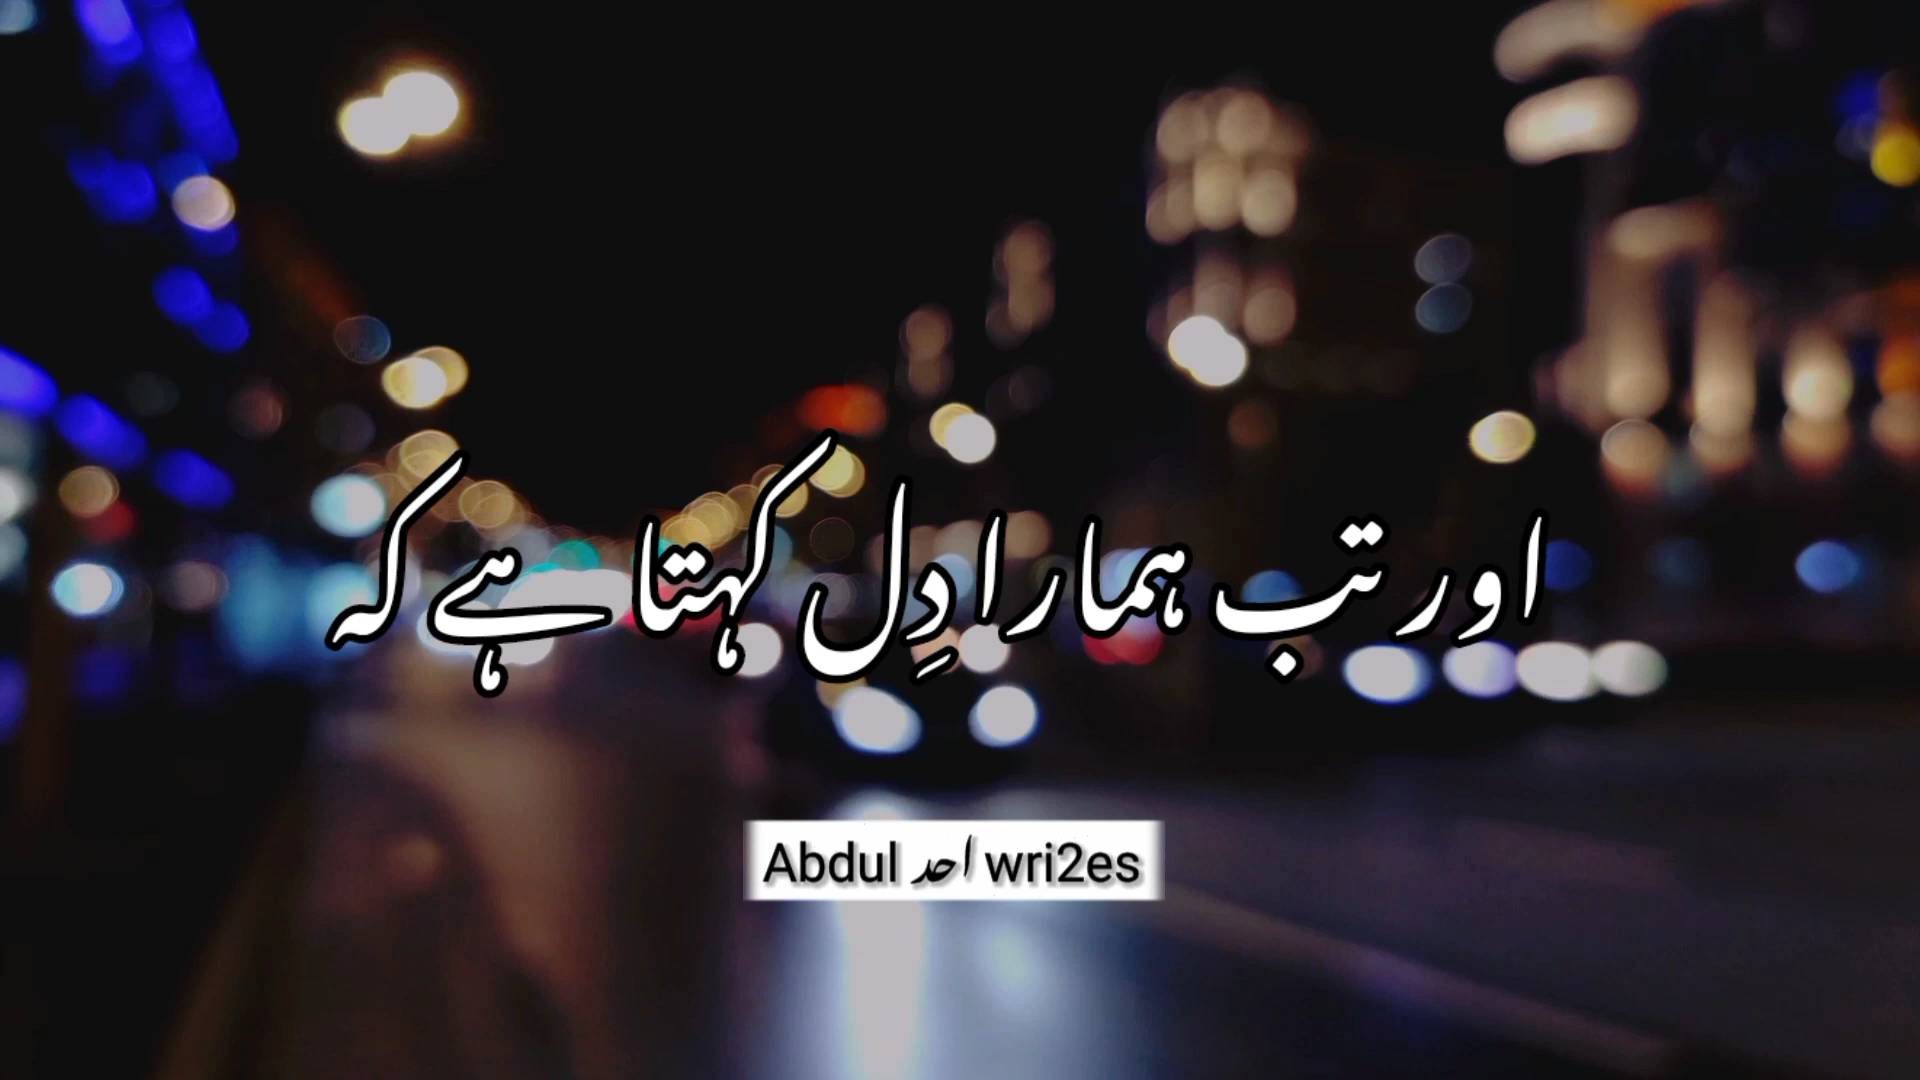 اور تب ہمارا دِل کہتا ہے کہ
Abdul احد wri2es